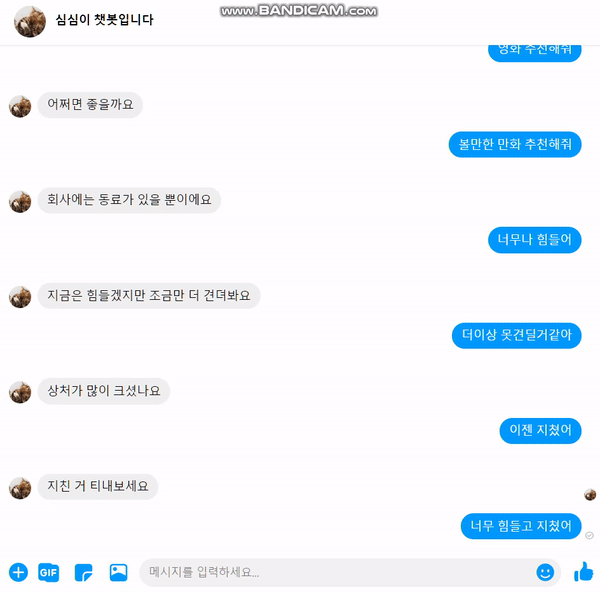 www.BANDICAM.com
심심이 챗봇입니다
영화 추천해줘
어쩌면 좋을까요
볼만한 만화 추천해줘
회사에는 동료가 있을 뿐이에요
너무나 힘들어
지금은 힘들겠지만 조금만 더 견뎌봐요
더이상 못견딜거같아
상처가 많이 크셨나요
이젠 지쳤어
지친 거 티내보세요
너무 힘들고 지쳤어
GIF
메시지를 입력하세요...